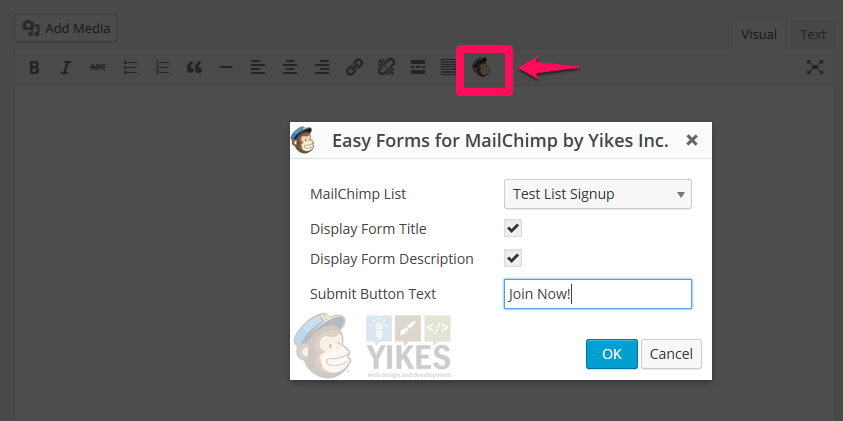 Add Media
Visual
Text
B I ABC
Easy Forms for MailChimp by Yikes Inc.
MailChimp List
Test List Signup
Display Form Title
Display Form Description
Submit Button Text
Join Now!
</>
YIKES
web design and development
OK
Cancel